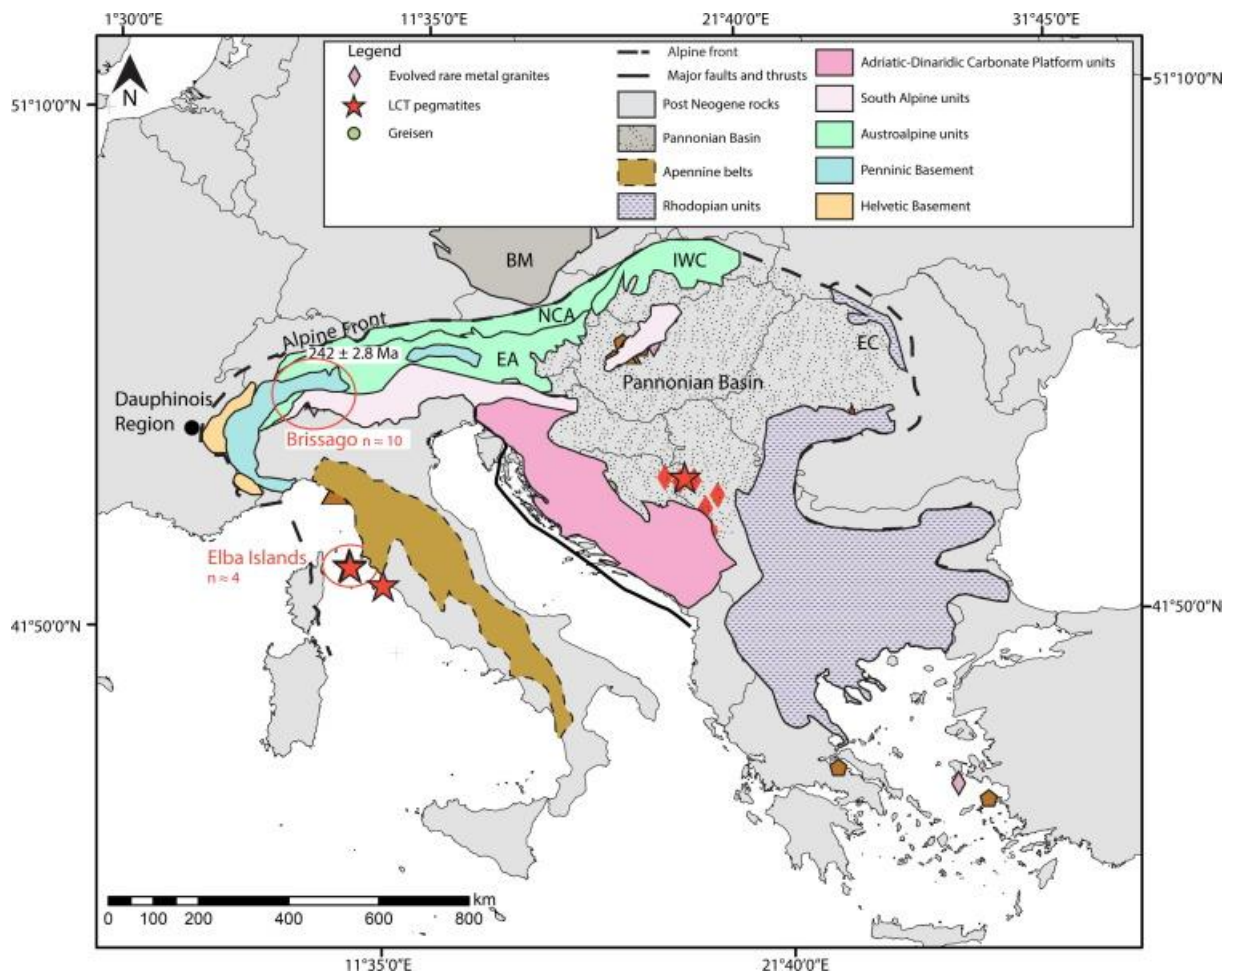 1°30'0"E
11°35'0"E
21°40'0"E
31°45'0"E
51°10'0"N
51°10'0"N
N
Legend
Evolved rare metal granites
LCT pegmatites
Greisen
Alpine front
Major faults and thrusts
Post Neogene rocks
Pannonian Basin
Apennine belts
Rhodopian units
Adriatic-Dinaridic Carbonate Platform units
South Alpine units
Austroalpine units
Penninic Basement
Helvetic Basement
BM
IWC
NCA
Alpine Front
242 ± 2.8 Ma
EA
EC
Pannonian Basin
Dauphinois
Region
Brissago n ≈ 10
Elba Islands
n ≈ 4
41°50'0"N
41°50'0"N
km
0 100 200 400 600 800
11°35'0"E
21°40'0"E